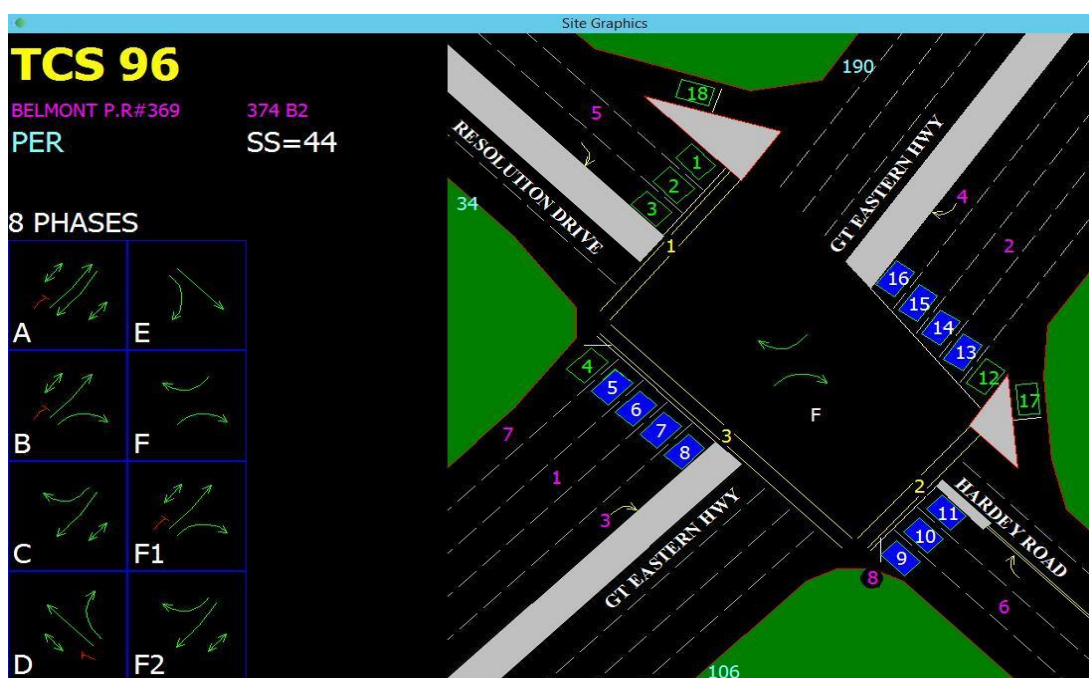 Site Graphics
TCS 96
BELMONT P.R#369 374 B2
PER SS=44
8 PHASES
A E
B F
C F1
D F2
190
18
5
RESOLUTION DRIVE
1
2
3
34
1
GT EASTERN HWY
4
2
16
15
14
13
12
17
4
5
6
7
8
7
1
3
3
GT EASTERN HWY
F
2
HARDEY ROAD
11
10
9
8
6
106